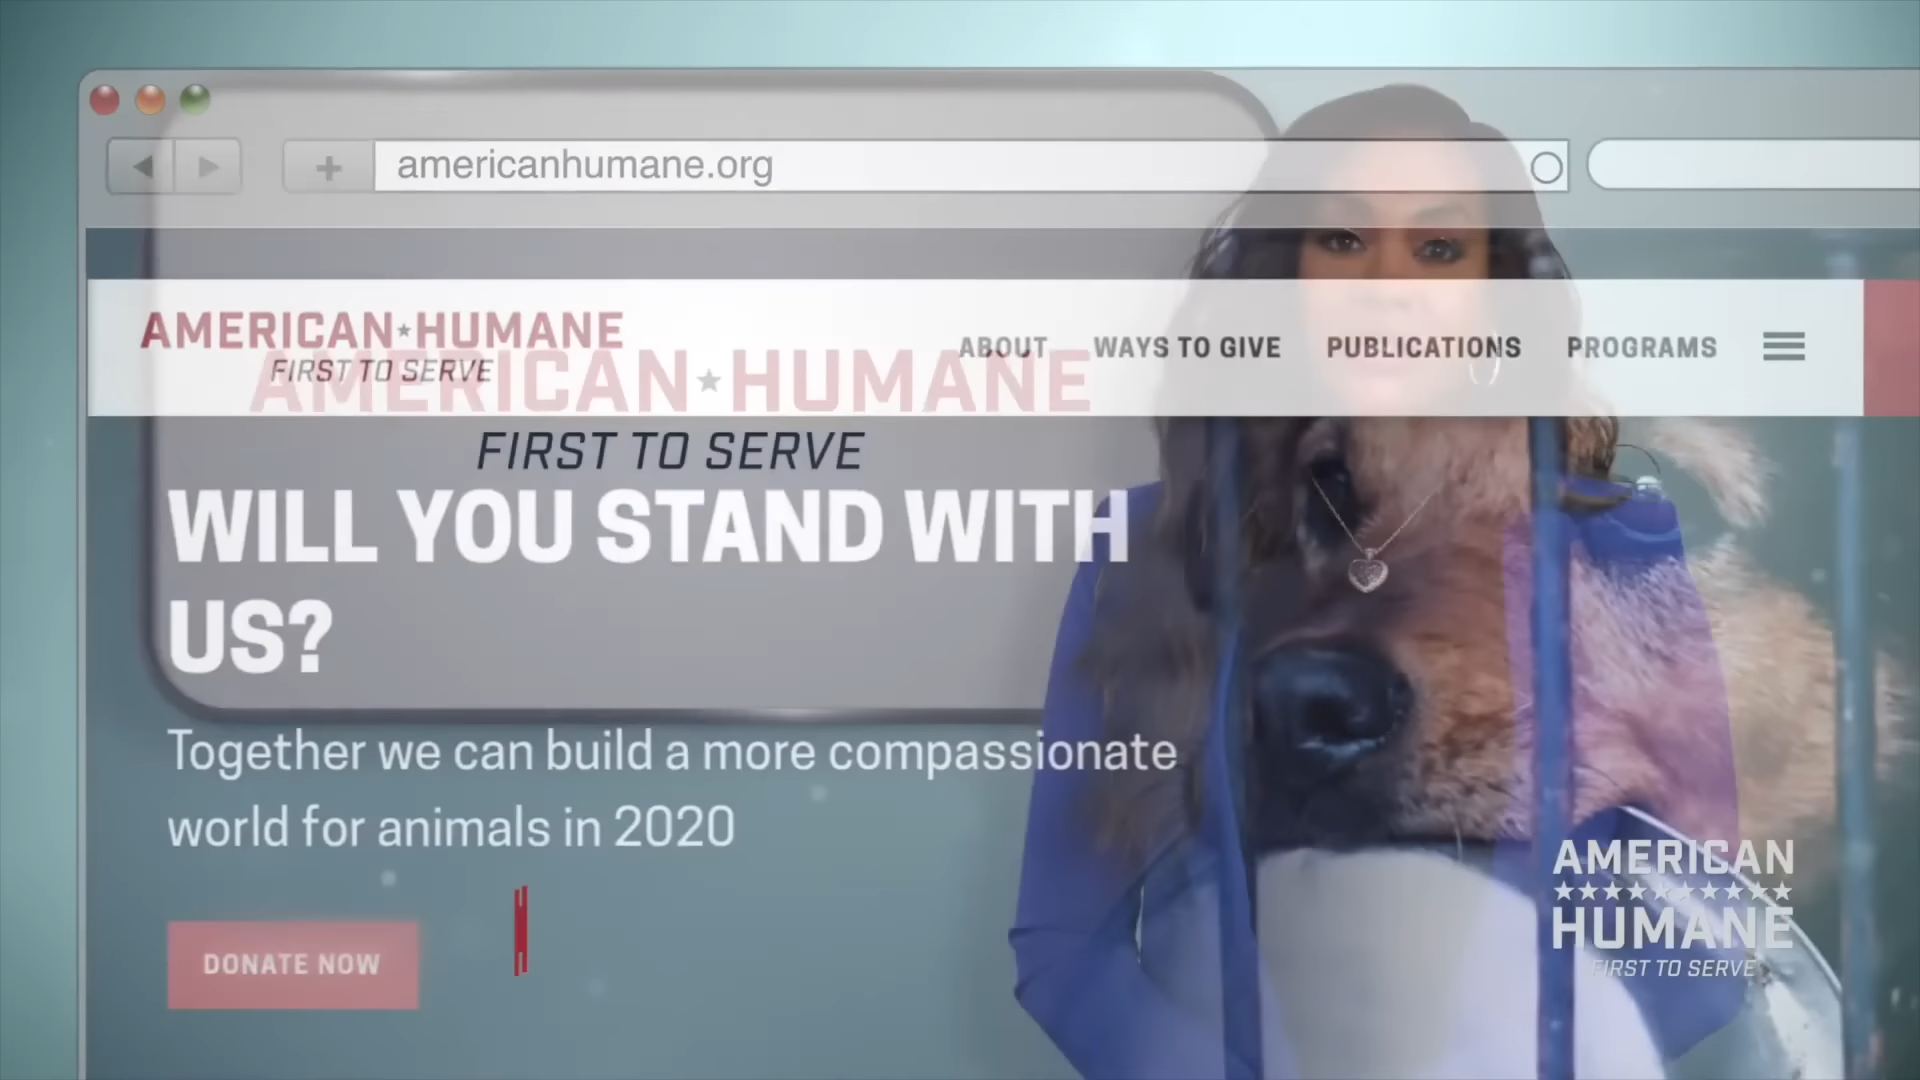 americanhumane.org
AMERICAN★HUMANE
FIRST TO SERVE
ABOUT WAYS TO GIVE PUBLICATIONS PROGRAMS
AMERICAN★HUMANE
FIRST TO SERVE
WILL YOU STAND WITH
US?
Together we can build a more compassionate
world for animals in 2020
DONATE NOW
AMERICAN
★★★★★★★★★★
HUMANE
FIRST TO SERVE